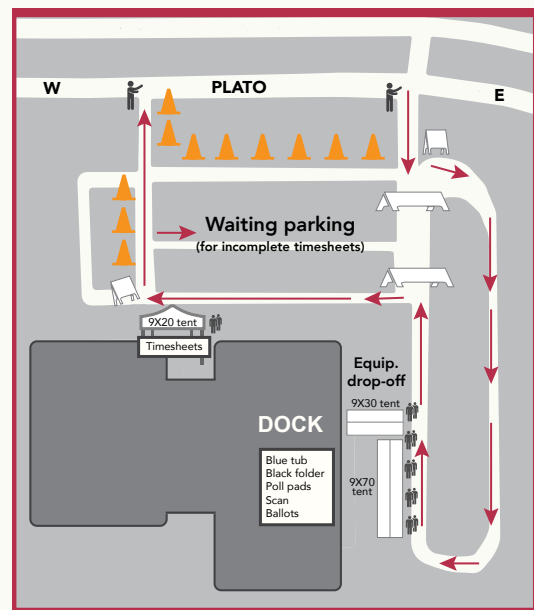 W
PLATO
E
Waiting parking
(for incomplete timesheets)
9X20 tent
Timesheets
Equip.
drop-off
9X30 tent
DOCK
Blue tub
Black folder
Poll pads
Scan
Ballots
9X70
tent